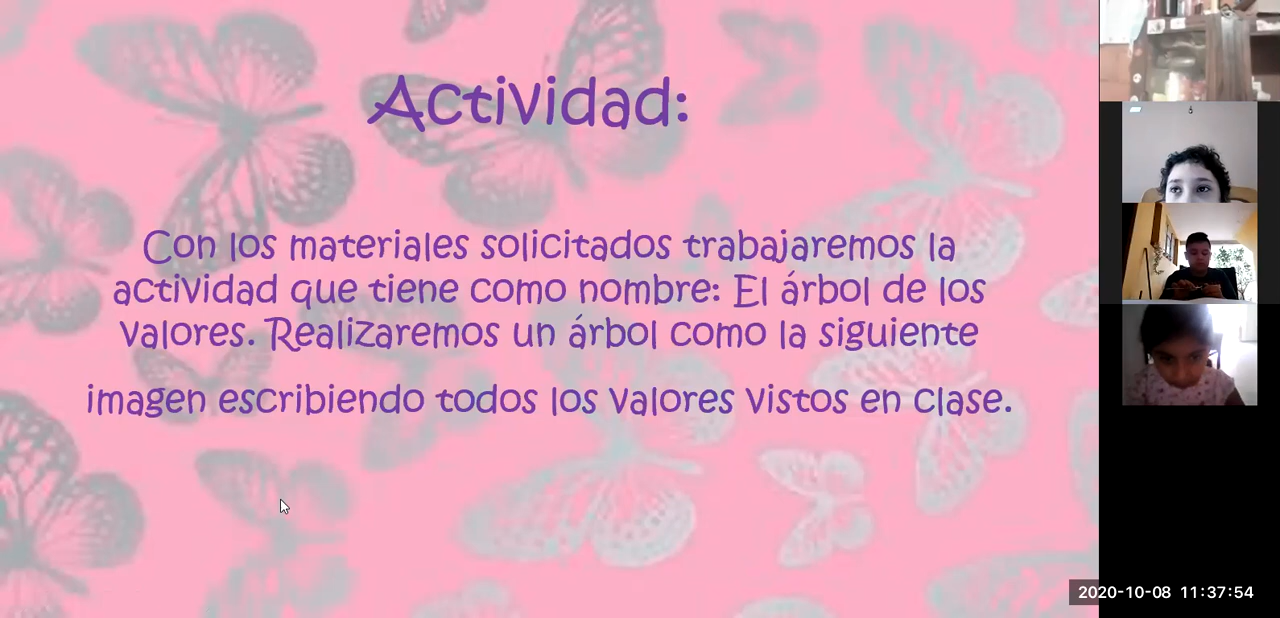 Actividad:
Con los materiales solicitados trabajaremos la
actividad que tiene como nombre: El árbol de los
valores. Realizaremos un árbol como la siguiente
imagen escribiendo todos los valores vistos en clase.
2020-10-08 11:37:54